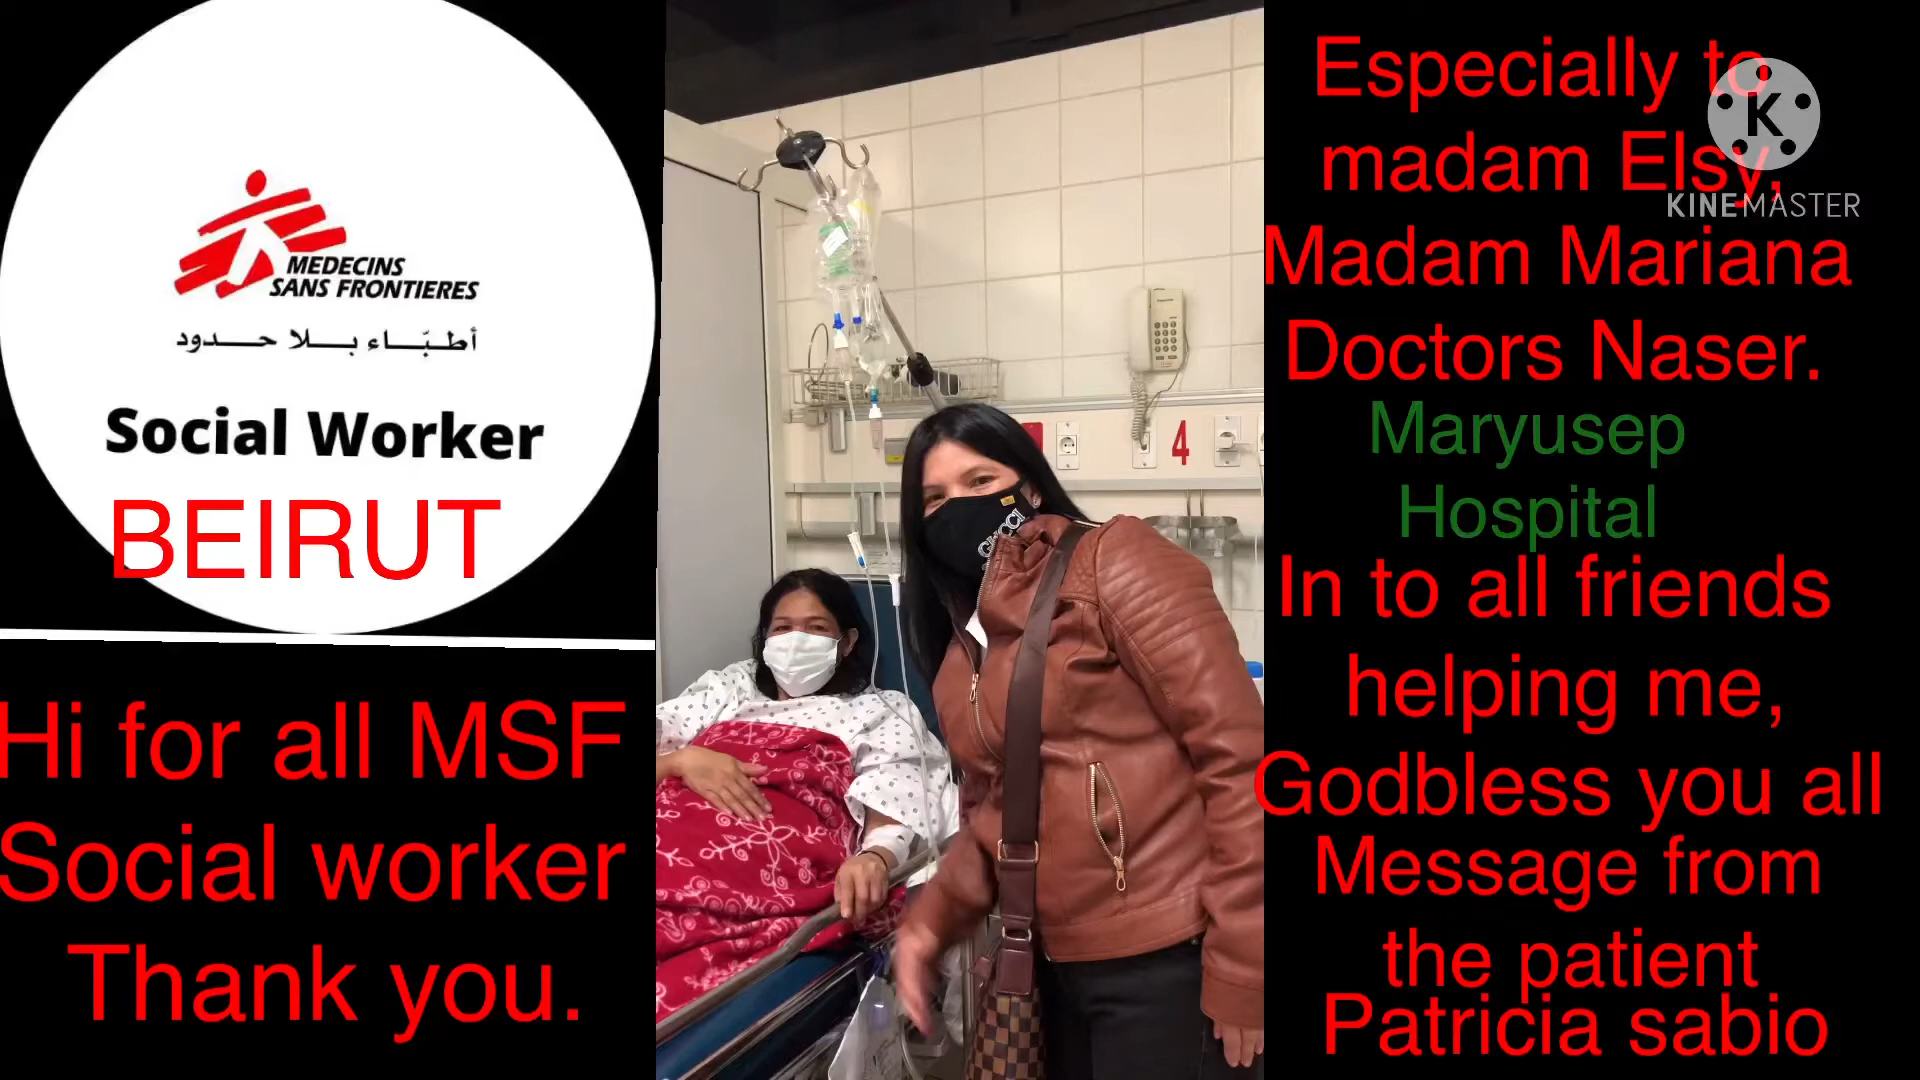 MEDECINS
SANS FRONTIERES
أطبّاء بلا حدود
Social Worker
BEIRUT
Hi for all MSF
Social worker
Thank you.
GUCCI
4
Especially to
madam Elsy,
Madam Mariana
Doctors Naser.
Maryusep
Hospital
In to all friends
helping me,
Godbless you all
Message from
the patient
Patricia sabio
K
KINEMASTER